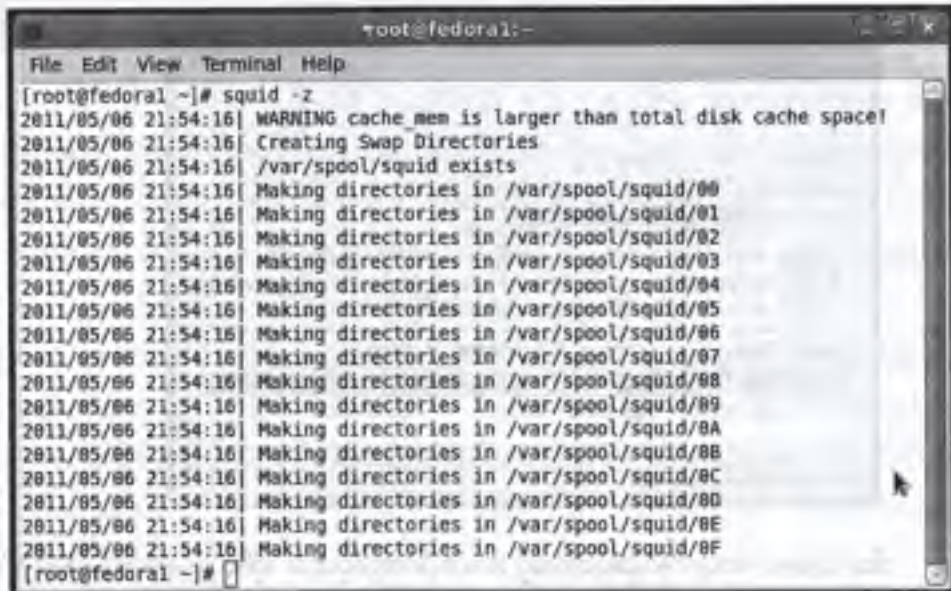 root@fedora1:~
File Edit View Terminal Help
[root@fedora1 ~]# squid -z
2011/05/06 21:54:16| WARNING cache_mem is larger than total disk cache space!
2011/05/06 21:54:16| Creating Swap Directories
2011/05/06 21:54:16| /var/spool/squid exists
2011/05/06 21:54:16| Making directories in /var/spool/squid/00
2011/05/06 21:54:16| Making directories in /var/spool/squid/01
2011/05/06 21:54:16| Making directories in /var/spool/squid/02
2011/05/06 21:54:16| Making directories in /var/spool/squid/03
2011/05/06 21:54:16| Making directories in /var/spool/squid/04
2011/05/06 21:54:16| Making directories in /var/spool/squid/05
2011/05/06 21:54:16| Making directories in /var/spool/squid/06
2011/05/06 21:54:16| Making directories in /var/spool/squid/07
2011/05/06 21:54:16| Making directories in /var/spool/squid/08
2011/05/06 21:54:16| Making directories in /var/spool/squid/09
2011/05/06 21:54:16| Making directories in /var/spool/squid/0A
2011/05/06 21:54:16| Making directories in /var/spool/squid/0B
2011/05/06 21:54:16| Making directories in /var/spool/squid/0C
2011/05/06 21:54:16| Making directories in /var/spool/squid/0D
2011/05/06 21:54:16| Making directories in /var/spool/squid/0E
2011/05/06 21:54:16| Making directories in /var/spool/squid/0F
[root@fedora1 ~]#